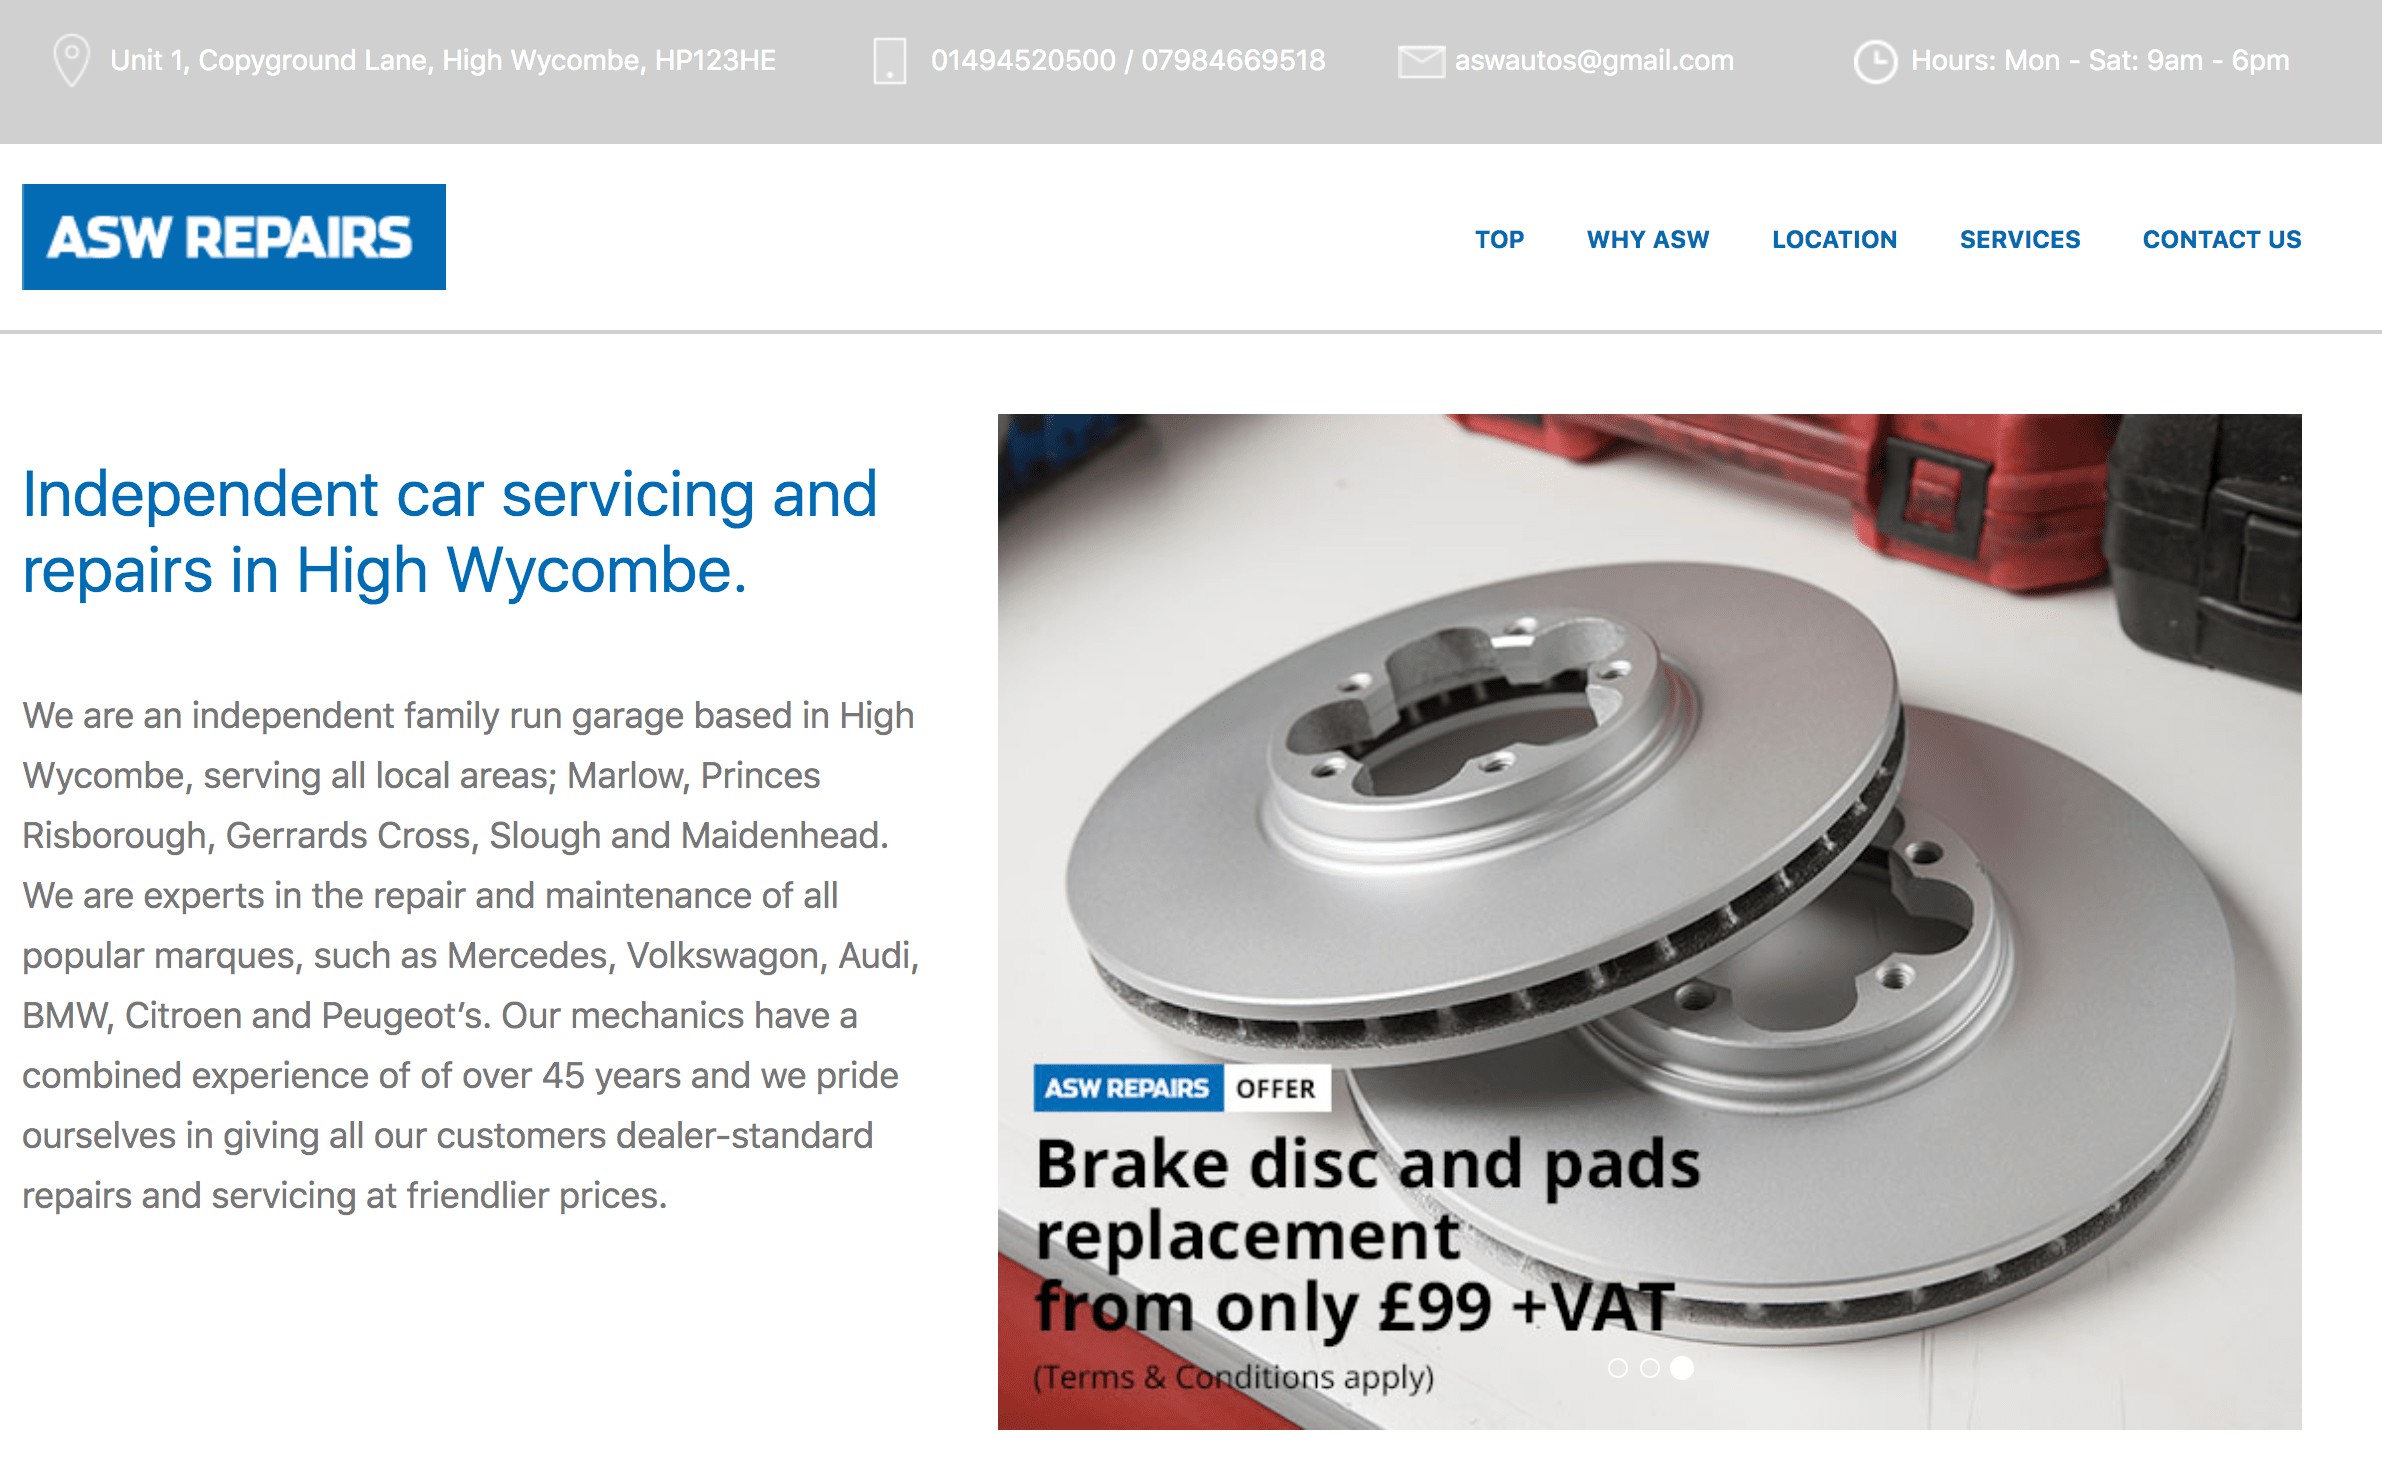 Unit 1, Copyground Lane, High Wycombe, HP123HE
01494520500 / 07984669518
aswautos@gmail.com
Hours: Mon - Sat: 9am - 6pm
ASW REPAIRS
TOP WHY ASW LOCATION SERVICES CONTACT US
Independent car servicing and
repairs in High Wycombe.
We are an independent family run garage based in High
Wycombe, serving all local areas; Marlow, Princes
Risborough, Gerrards Cross, Slough and Maidenhead.
We are experts in the repair and maintenance of all
popular marques, such as Mercedes, Volkswagon, Audi,
BMW, Citroen and Peugeot’s. Our mechanics have a
combined experience of of over 45 years and we pride
ourselves in giving all our customers dealer-standard
repairs and servicing at friendlier prices.
ASW REPAIRS OFFER
Brake disc and pads
replacement
from only £99 +VAT
(Terms & Conditions apply)